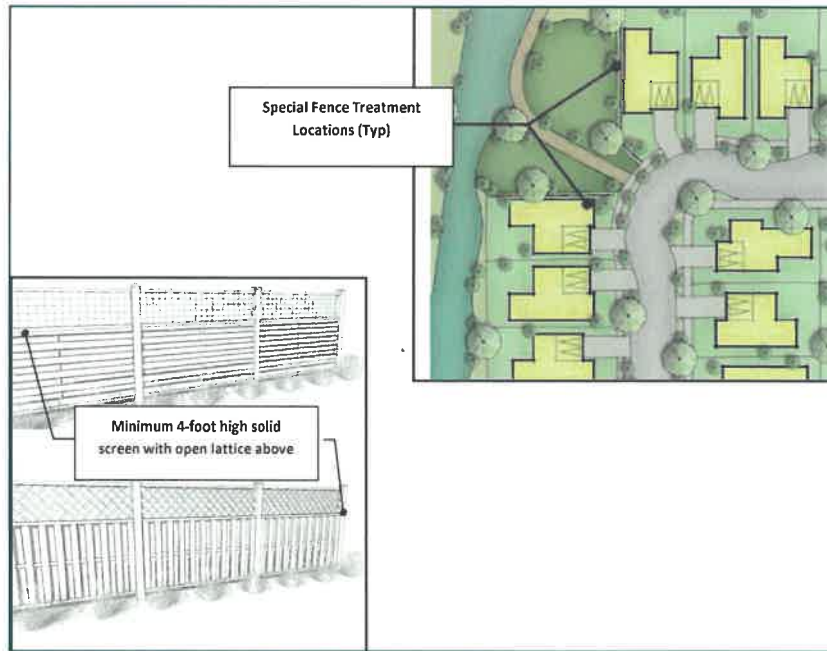 Special Fence Treatment
Locations (Typ)
Minimum 4-foot high solid
screen with open lattice above